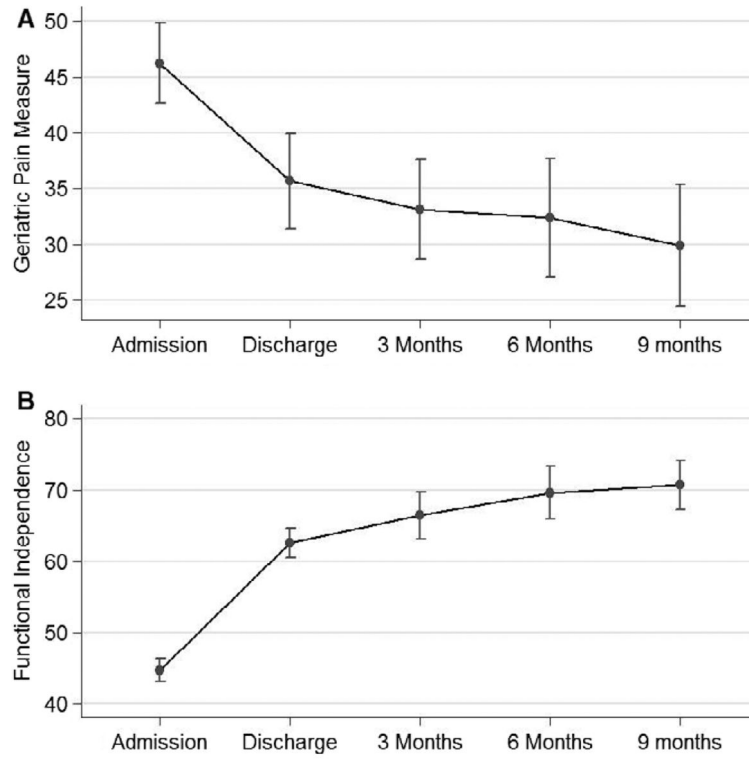 A
Geriatric Pain Measure
50
45
40
35
30
25
Admission Discharge 3 Months 6 Months 9 months
B
Functional Independence
80
70
60
50
40
Admission Discharge 3 Months 6 Months 9 months